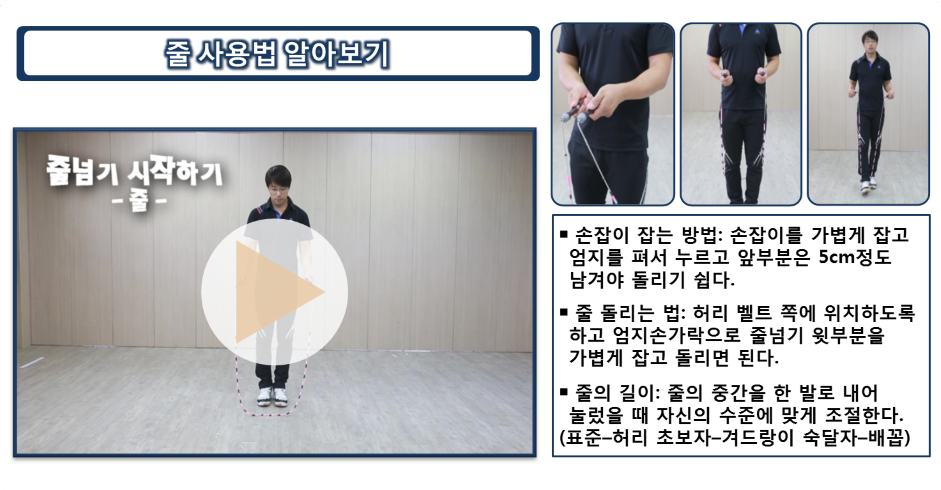 줄 사용법 알아보기
줄넘기 시작하기
- 줄 -
▪ 손잡이 잡는 방법: 손잡이를 가볍게 잡고
엄지를 펴서 누르고 앞부분은 5cm정도
남겨야 돌리기 쉽다.
▪ 줄 돌리는 법: 허리 벨트 쪽에 위치하도록
하고 엄지손가락으로 줄넘기 윗부분을
가볍게 잡고 돌리면 된다.
▪ 줄의 길이: 줄의 중간을 한 발로 내어
눌렀을 때 자신의 수준에 맞게 조절한다.
(표준–허리 초보자–겨드랑이 숙달자–배꼽)